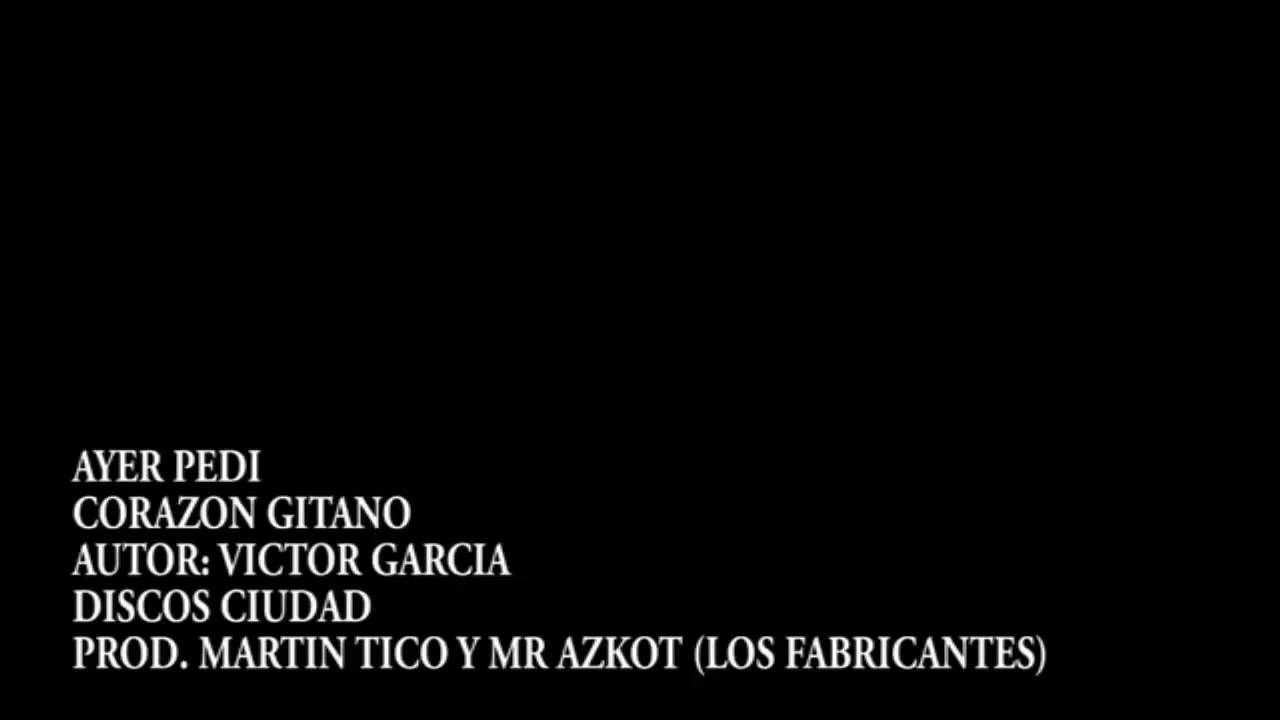 AYER PEDI
CORAZON GITANO
AUTOR: VICTOR GARCIA
DISCOS CIUDAD
PROD. MARTIN TICO Y MR AZKOT (LOS FABRICANTES)